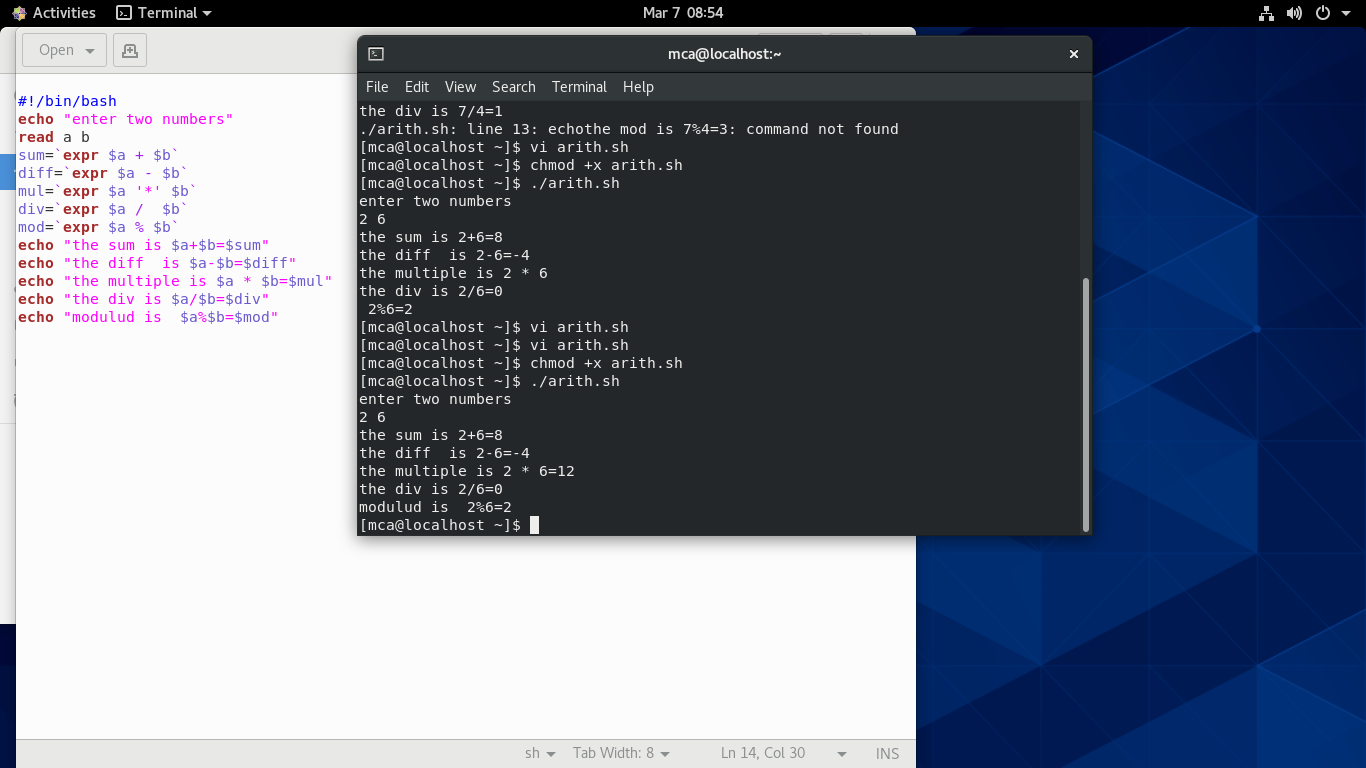 Activities
Terminal
Mar 7 08:54
Open
#!/bin/bash
echo "enter two numbers"
read a b
sum=`expr $a + $b`
diff=`expr $a - $b`
mul=`expr $a '*' $b`
div=`expr $a /  $b`
mod=`expr $a % $b`
echo "the sum is $a+$b=$sum"
echo "the diff  is $a-$b=$diff"
echo "the multiple is $a * $b=$mul"
echo "the div is $a/$b=$div"
echo "modulud is  $a%$b=$mod"
sh
Tab Width: 8
Ln 14, Col 30
INS
mca@localhost:~
File Edit View Search Terminal Help
the div is 7/4=1
./arith.sh: line 13: echothe mod is 7%4=3: command not found
[mca@localhost ~]$ vi arith.sh
[mca@localhost ~]$ chmod +x arith.sh
[mca@localhost ~]$ ./arith.sh
enter two numbers
2 6
the sum is 2+6=8
the diff  is 2-6=-4
the multiple is 2 * 6
the div is 2/6=0
 2%6=2
[mca@localhost ~]$ vi arith.sh
[mca@localhost ~]$ vi arith.sh
[mca@localhost ~]$ chmod +x arith.sh
[mca@localhost ~]$ ./arith.sh
enter two numbers
2 6
the sum is 2+6=8
the diff  is 2-6=-4
the multiple is 2 * 6=12
the div is 2/6=0
modulud is  2%6=2
[mca@localhost ~]$